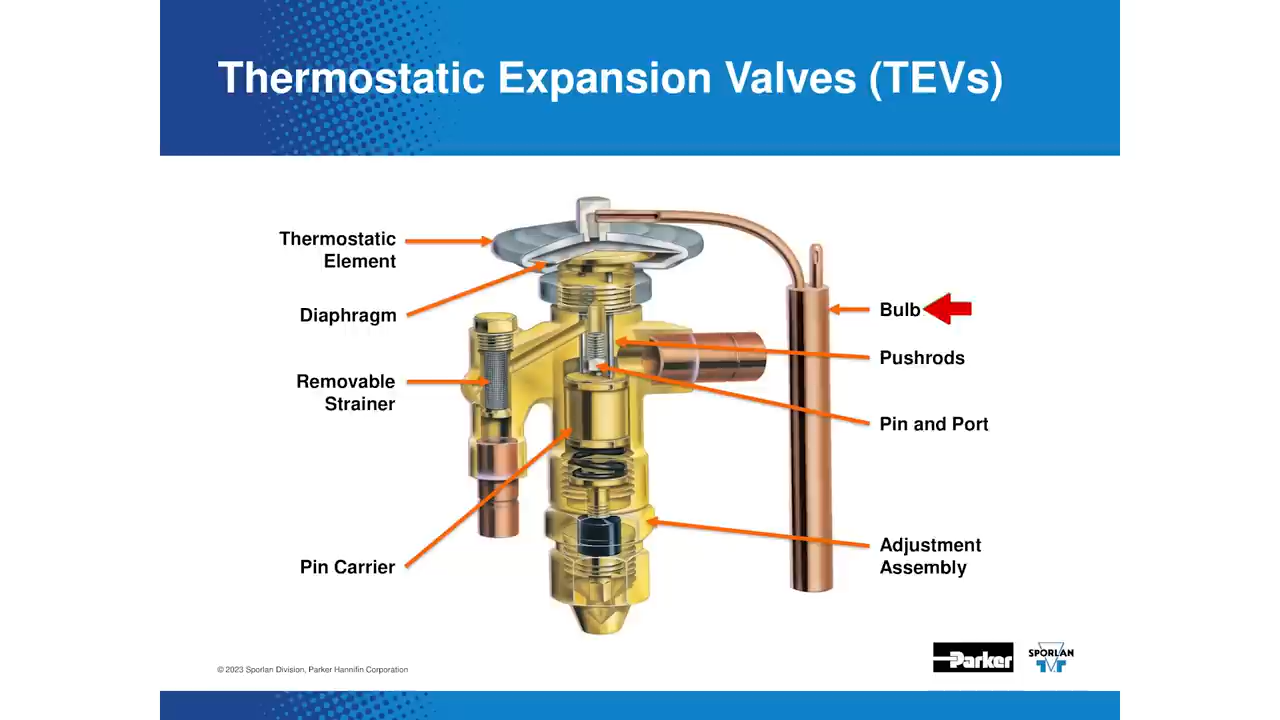 Thermostatic Expansion Valves (TEVs)
Thermostatic
Element
Diaphragm
Removable
Strainer
Pin Carrier
Bulb
Pushrods
Pin and Port
Adjustment
Assembly
© 2023 Sporlan Division, Parker Hannifin Corporation
Parker
SPORLAN